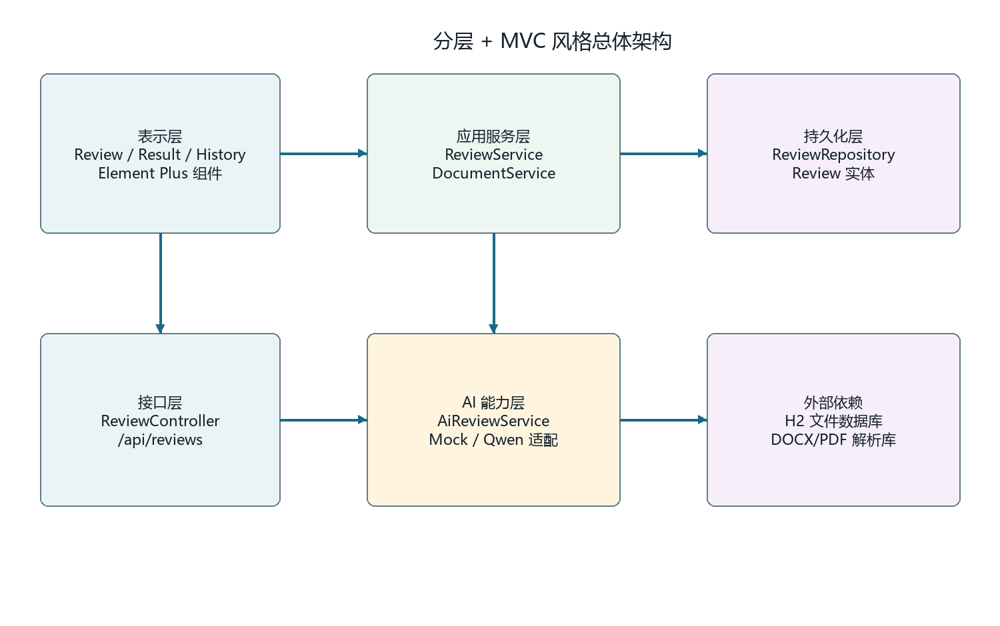 分层 + MVC 风格总体架构
表示层
Review / Result / History
Element Plus 组件
应用服务层
ReviewService
DocumentService
持久化层
ReviewRepository
Review 实体
接口层
ReviewController
/api/reviews
AI 能力层
AiReviewService
Mock / Qwen 适配
外部依赖
H2 文件数据库
DOCX/PDF 解析库